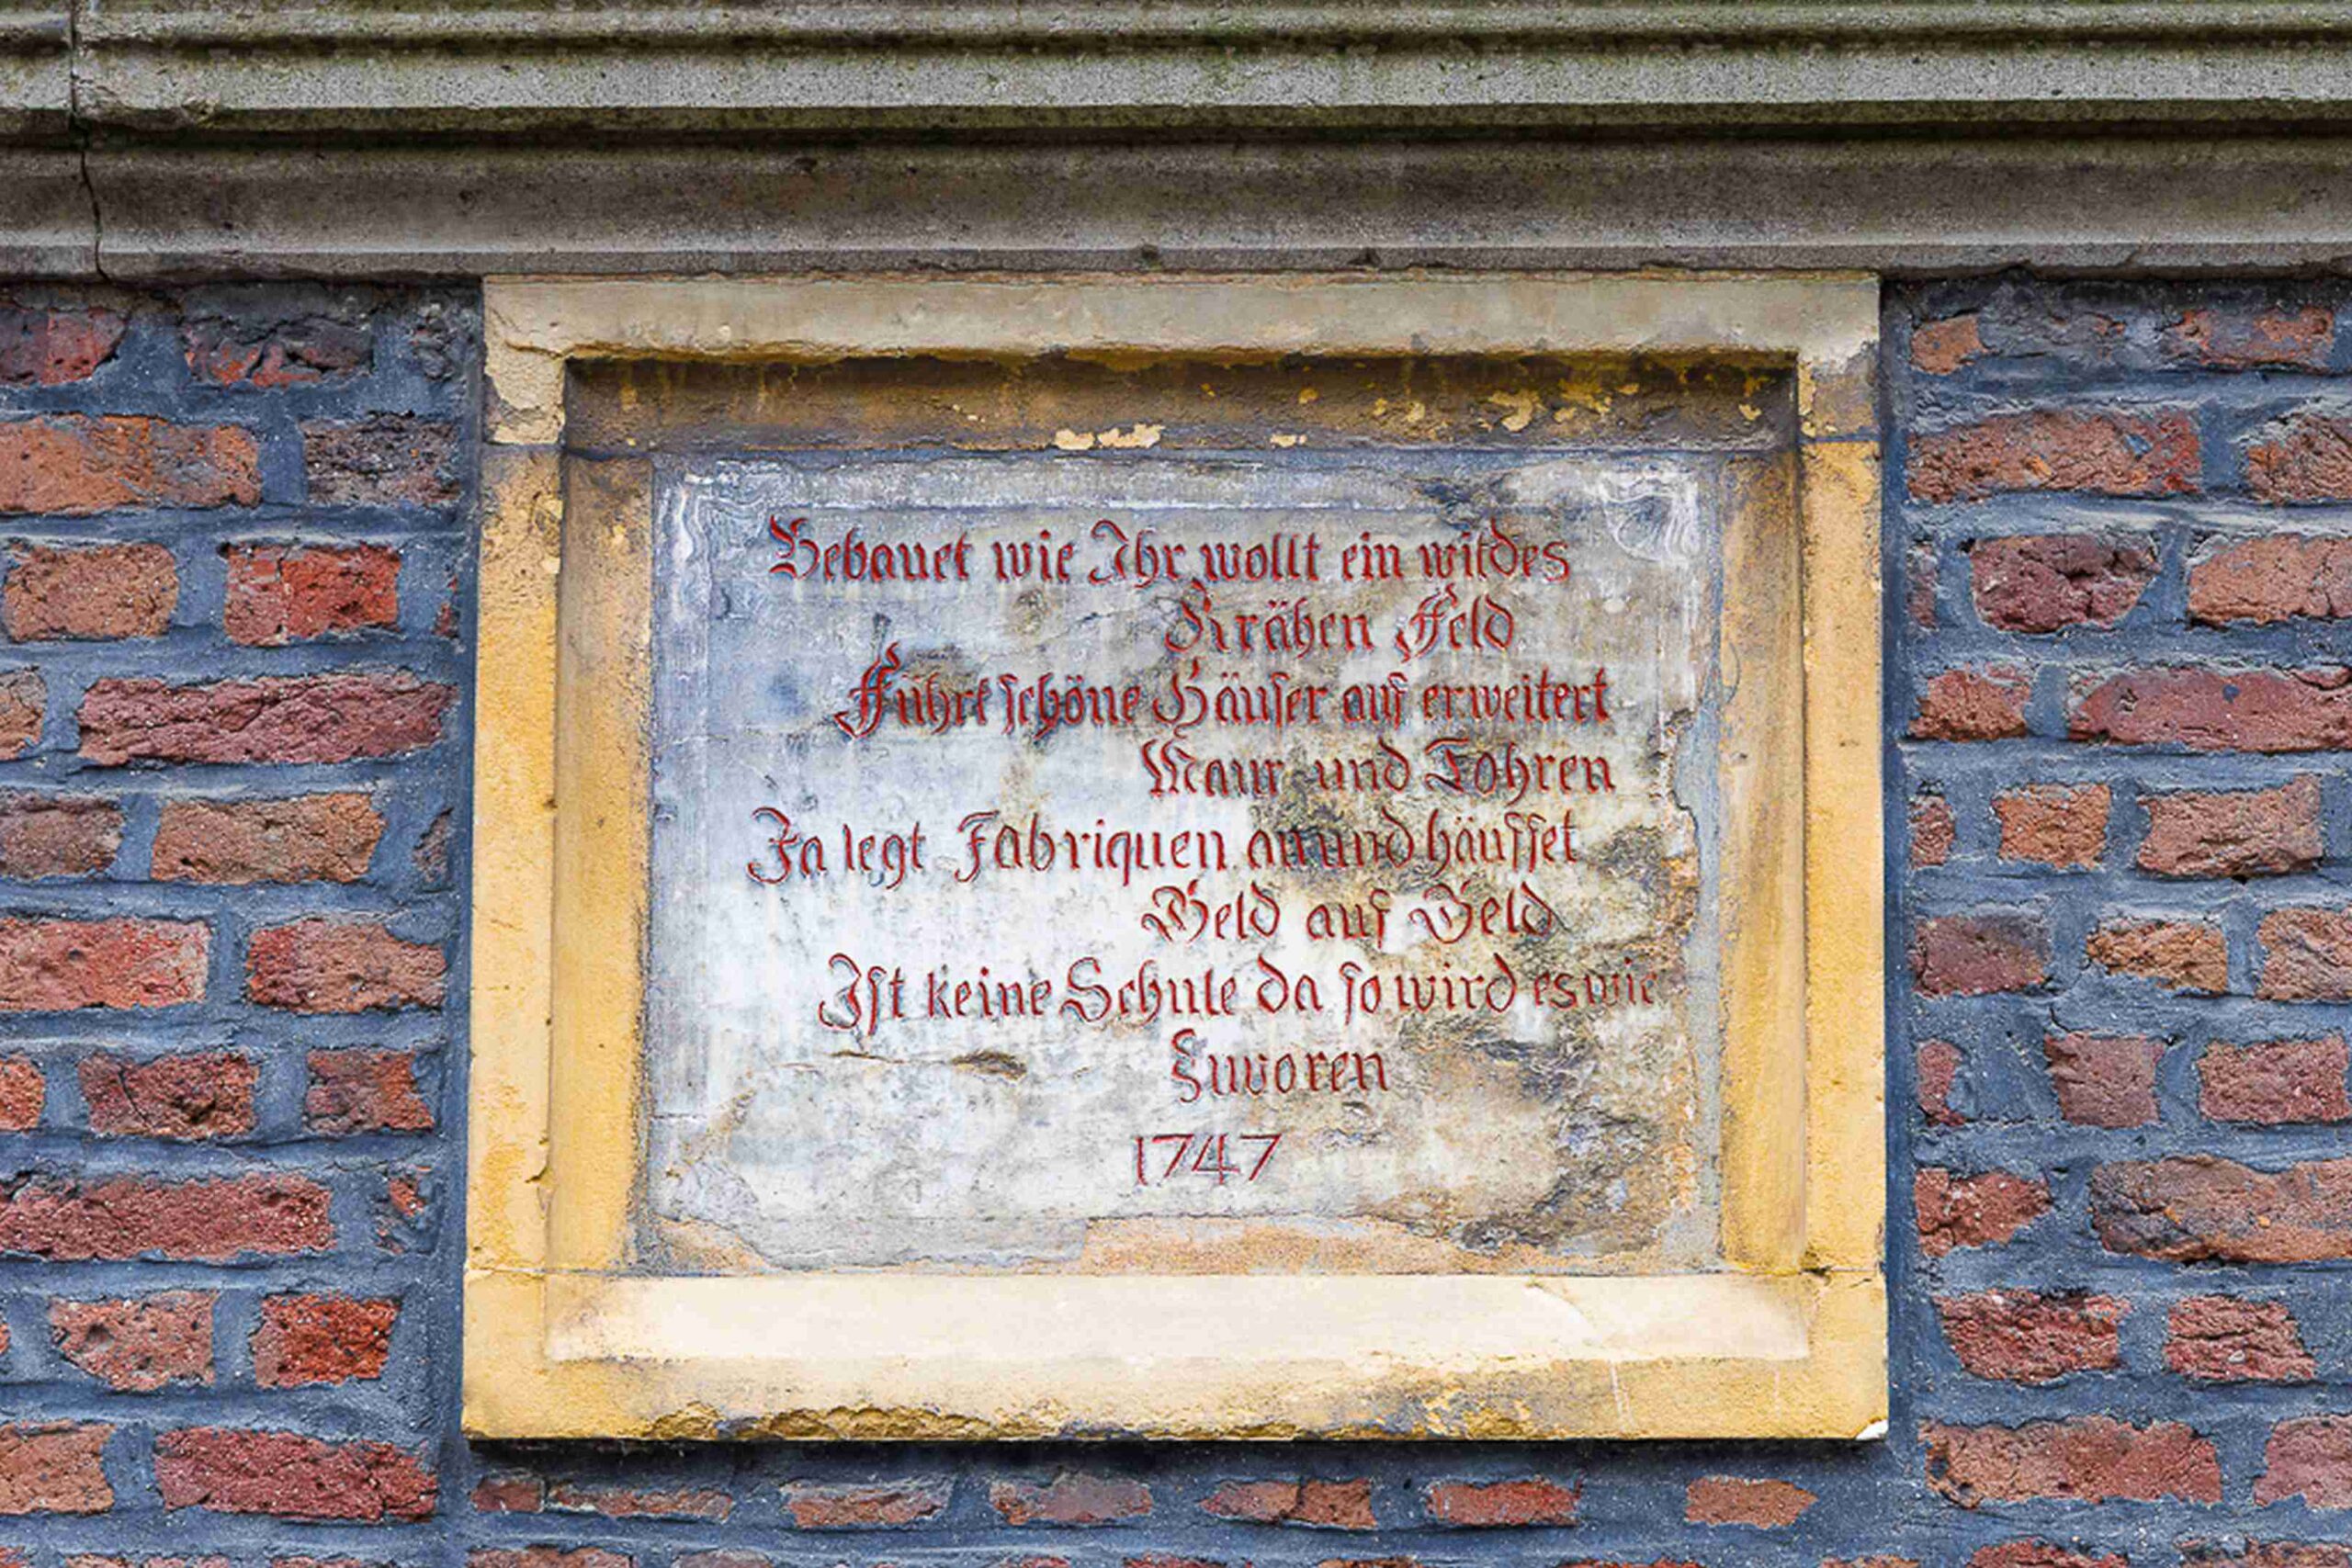 Bebauet wie Ihr wollt ein wildes
Krähen Feld
Führt schöne Häuser auf erweitert
Maur und Tohren
Ja legt Fabriquen an und häuffet
Geld auf Geld
Ist keine Schule da so wird es wie
Zuvoren
1747